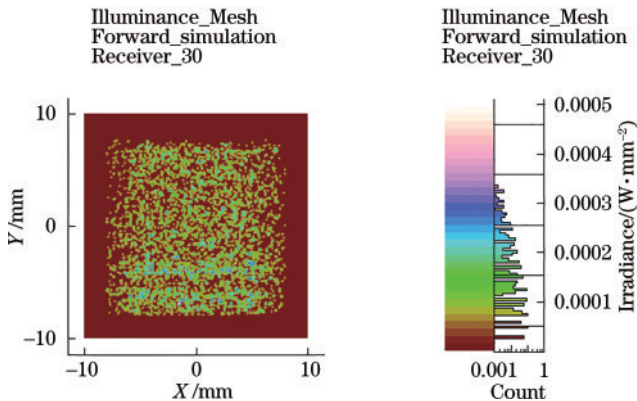 Illuminance_Mesh
Forward_simulation
Receiver_30
10
0
−10
Y/mm
−10
0
10
X/mm
Illuminance_Mesh
Forward_simulation
Receiver_30
0.0005
0.0004
0.0003
0.0002
0.0001
Irradiance/(W·mm⁻²)
0.001
1
Count